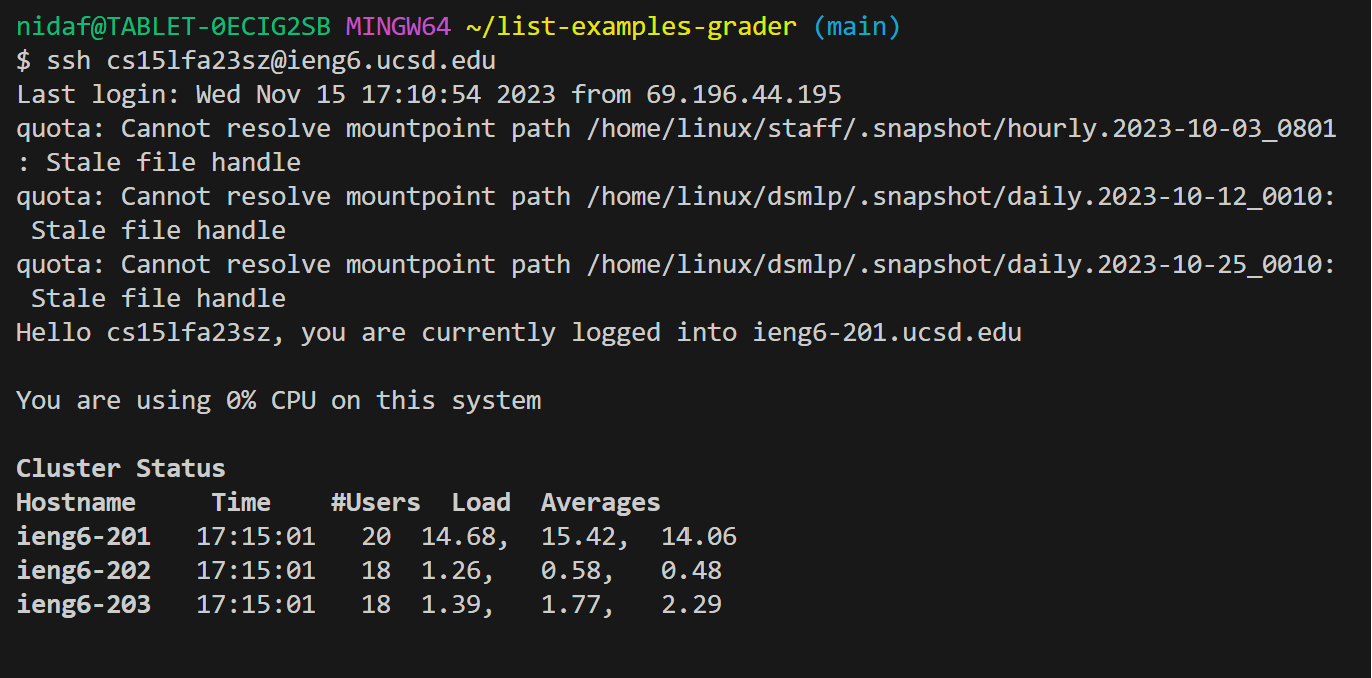 nidaf@TABLET-0ECIG2SB MINGW64 ~/list-examples-grader (main)
$ ssh cs15lfa23sz@ieng6.ucsd.edu
Last login: Wed Nov 15 17:10:54 2023 from 69.196.44.195
quota: Cannot resolve mountpoint path /home/linux/staff/.snapshot/hourly.2023-10-03_0801
: Stale file handle
quota: Cannot resolve mountpoint path /home/linux/dsmlp/.snapshot/daily.2023-10-12_0010:
 Stale file handle
quota: Cannot resolve mountpoint path /home/linux/dsmlp/.snapshot/daily.2023-10-25_0010:
 Stale file handle
Hello cs15lfa23sz, you are currently logged into ieng6-201.ucsd.edu

You are using 0% CPU on this system

Cluster Status
Hostname     Time    #Users  Load  Averages
ieng6-201   17:15:01   20  14.68,  15.42,  14.06
ieng6-202   17:15:01   18  1.26,   0.58,   0.48
ieng6-203   17:15:01   18  1.39,   1.77,   2.29